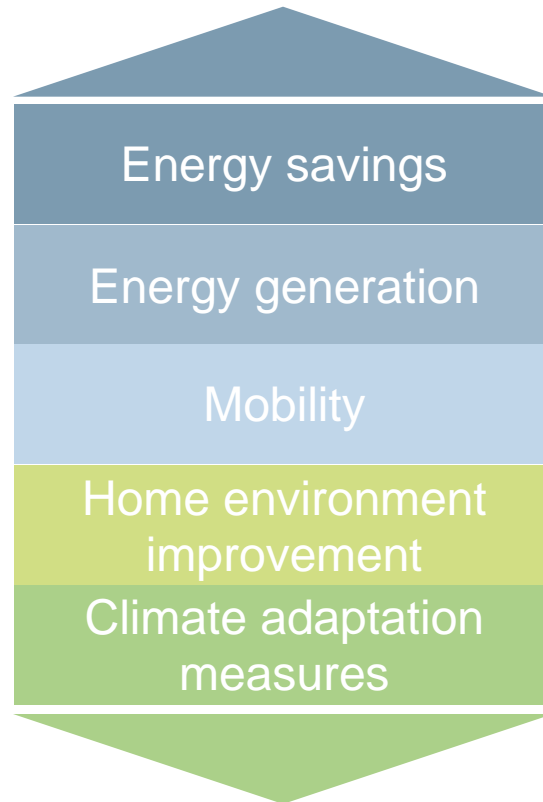 Energy savings
Energy generation
Mobility
Home environment
improvement
Climate adaptation
measures